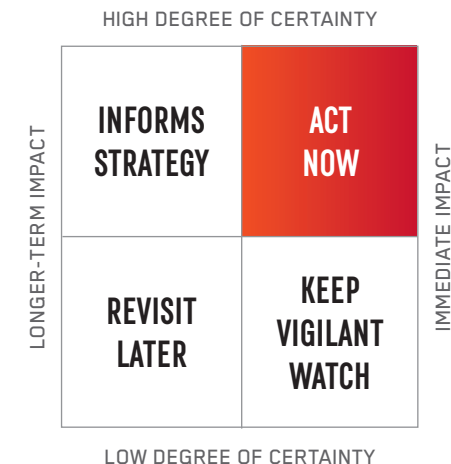 HIGH DEGREE OF CERTAINTY
LONGER-TERM IMPACT
INFORMS
STRATEGY
ACT
NOW
IMMEDIATE IMPACT
REVISIT
LATER
KEEP
VIGILANT
WATCH
LOW DEGREE OF CERTAINTY